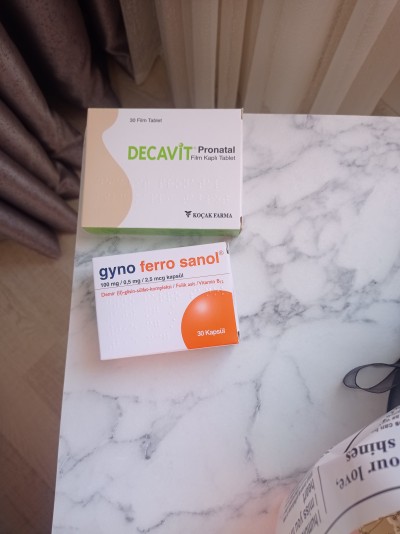 30 Film Tablet
DECAVİT® Pronatal
Film Kaplı Tablet
KOÇAK FARMA
gyno ferro sanol®
100 mg / 0,5 mg / 2,5 mcg kapsül
Demir (II)-glisin-sülfat kompleksi / Folik asit / Vitamin B₁₂
30 Kapsül
our love,
shines